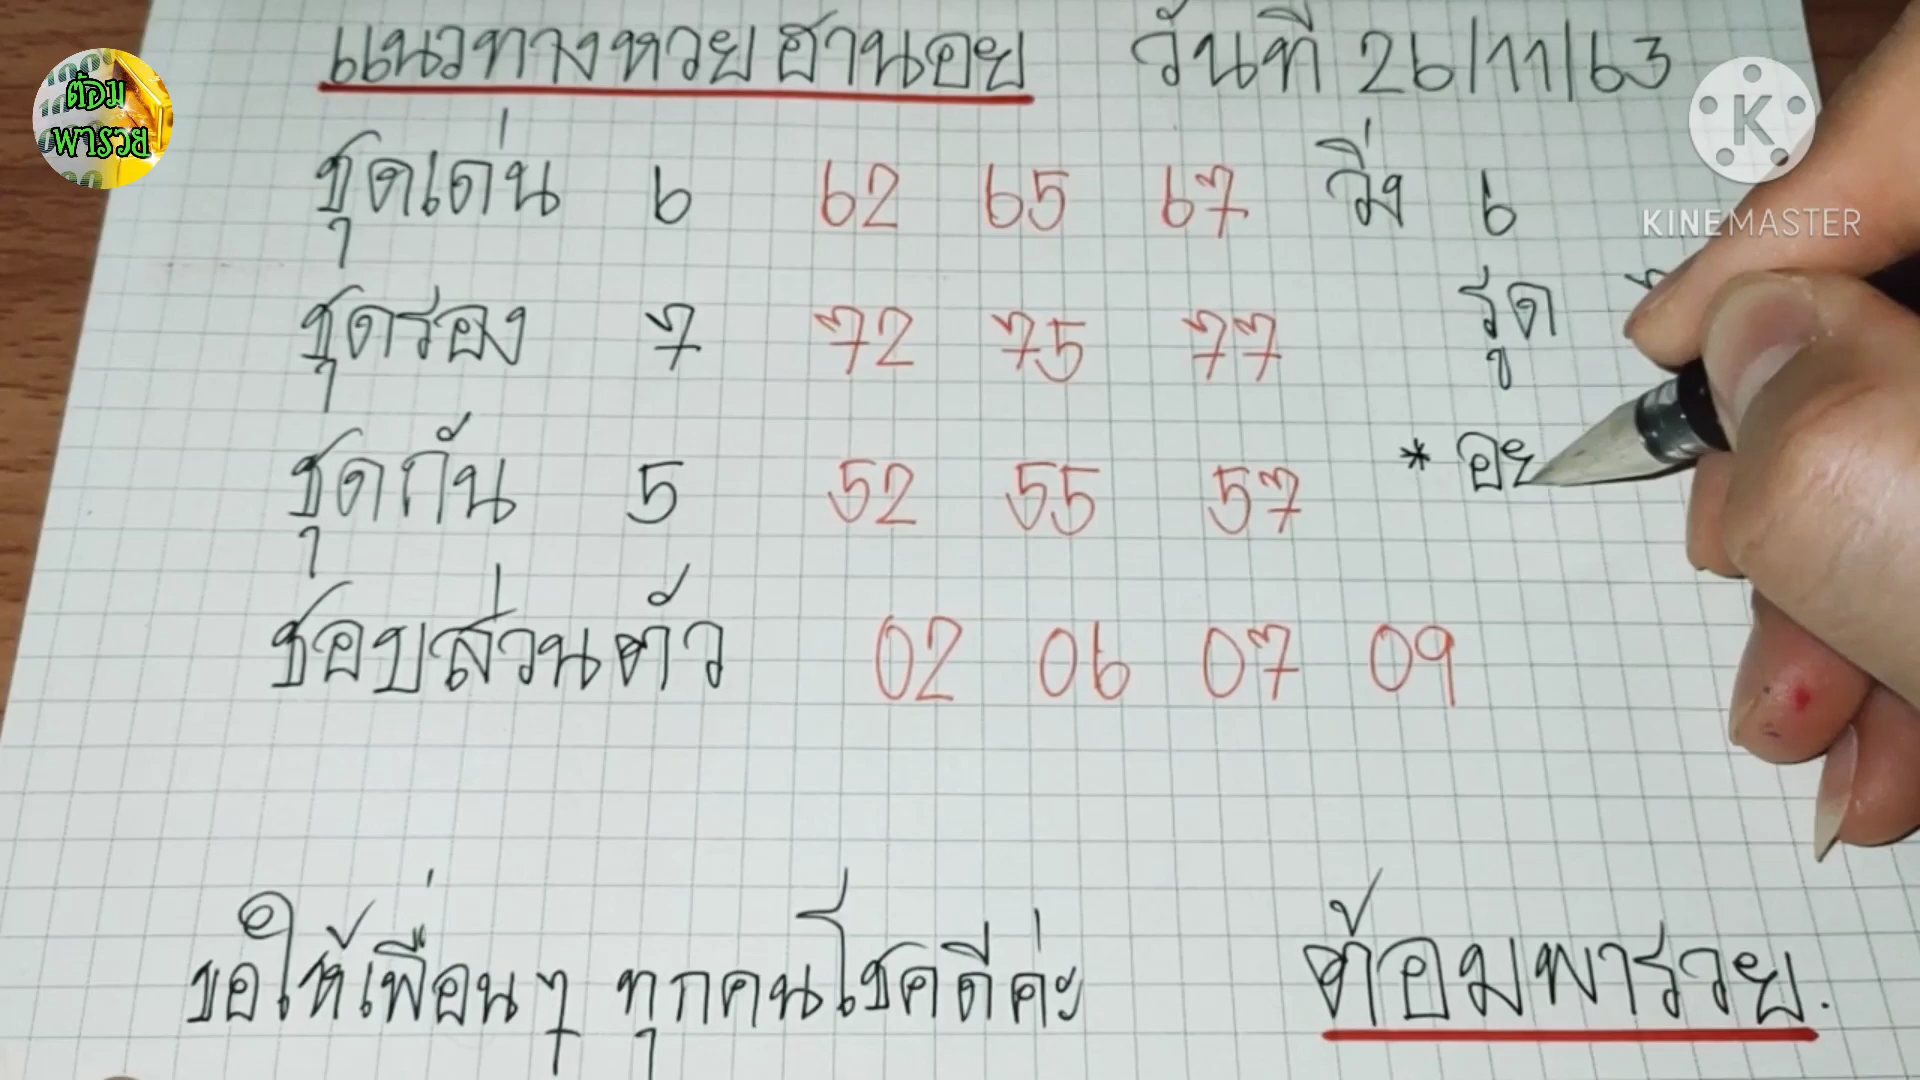 แนวทางหวยฮานอย วันที่ 26/11/63
ต้อม
พารวย
ชุดเด่น 6 62 65 67 วิ่ง 6
KINEMASTER
รูด
ชุดรอง 7 72 75 77
ชุดกัน 5 52 55 57 * อย
ชอบส่วนตัว 02 06 07 09
ขอให้เพื่อนๆ ทุกคนโชคดีค่ะ ต้อมพารวย.